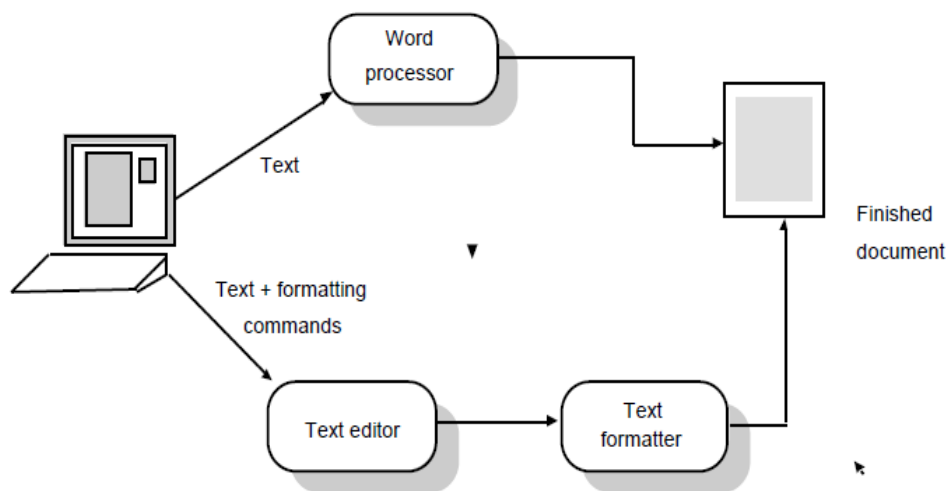 Word
processor
Text
Finished
document
Text + formatting
commands
Text editor
Text
formatter